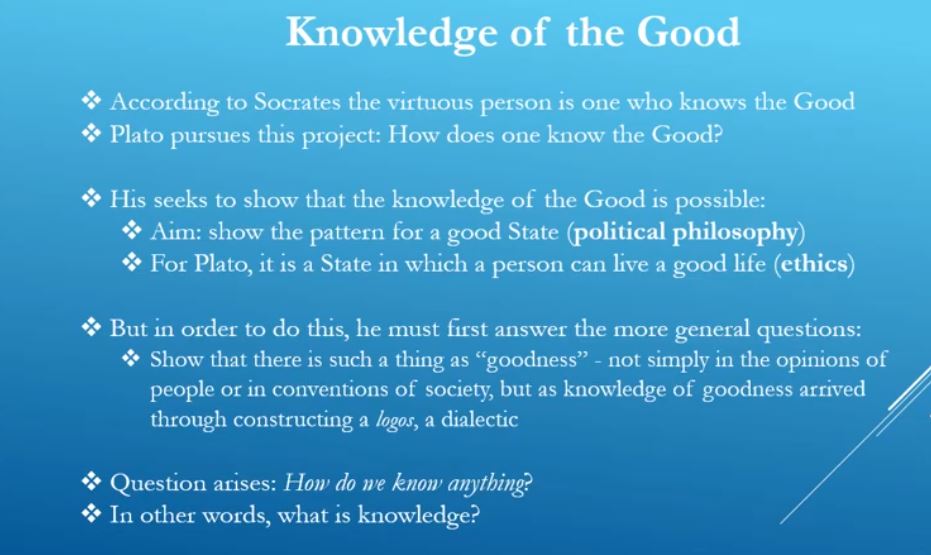 Knowledge of the Good
❖ According to Socrates the virtuous person is one who knows the Good
❖ Plato pursues this project: How does one know the Good?
❖ His seeks to show that the knowledge of the Good is possible:
❖ Aim: show the pattern for a good State (political philosophy)
❖ For Plato, it is a State in which a person can live a good life (ethics)
❖ But in order to do this, he must first answer the more general questions:
❖ Show that there is such a thing as “goodness” - not simply in the opinions of
people or in conventions of society, but as knowledge of goodness arrived
through constructing a logos, a dialectic
❖ Question arises: How do we know anything?
❖ In other words, what is knowledge?